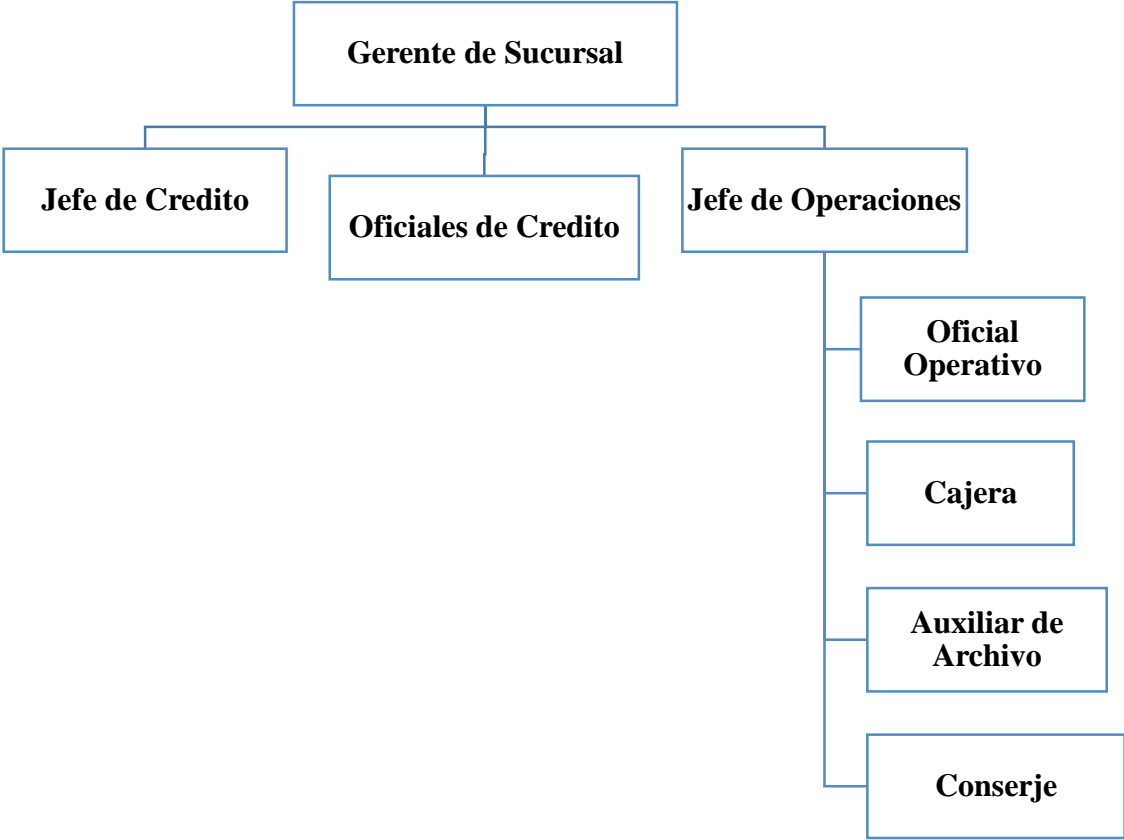 Gerente de Sucursal
Jefe de Credito
Oficiales de Credito
Jefe de Operaciones
Oficial
Operativo
Cajera
Auxiliar de
Archivo
Conserje